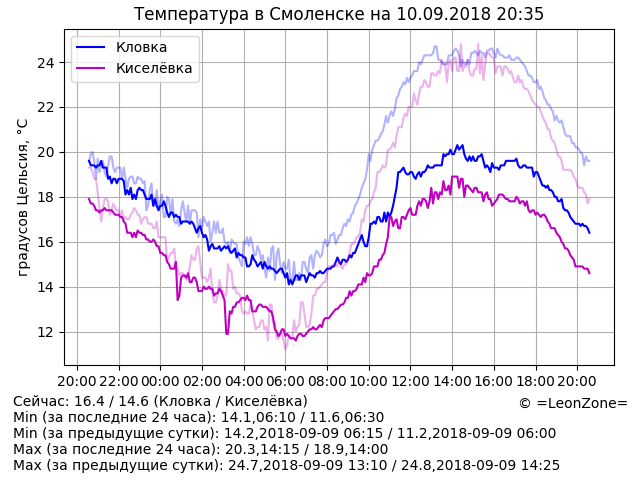 Температура в Смоленске на 10.09.2018 20:35
Кловка
Киселёвка
градусов Цельсия, °C
24
22
20
18
16
14
12
20:00 22:00 00:00 02:00 04:00 06:00 08:00 10:00 12:00 14:00 16:00 18:00 20:00
Сейчас: 16.4 / 14.6 (Кловка / Киселёвка)
© =LeonZone=
Min (за последние 24 часа): 14.1,06:10 / 11.6,06:30
Min (за предыдущие сутки): 14.2,2018-09-09 06:15 / 11.2,2018-09-09 06:00
Max (за последние 24 часа): 20.3,14:15 / 18.9,14:00
Max (за предыдущие сутки): 24.7,2018-09-09 13:10 / 24.8,2018-09-09 14:25